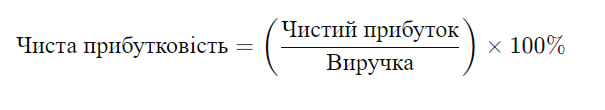 Чиста прибутковість = (Чистий прибуток / Виручка) × 100%